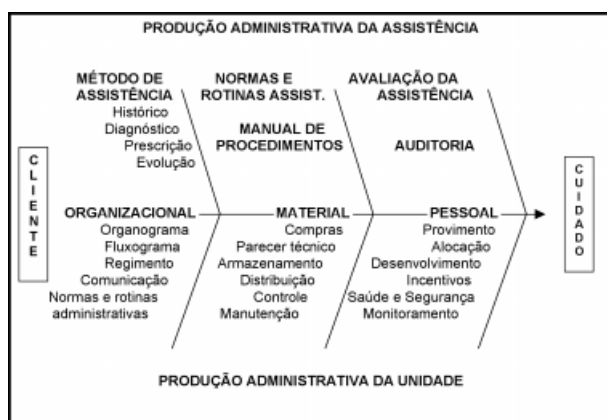 PRODUÇÃO ADMINISTRATIVA DA ASSISTÊNCIA
MÉTODO DE
ASSISTÊNCIA
Histórico
Diagnóstico
Prescrição
Evolução
NORMAS E
ROTINAS ASSIST.
MANUAL DE
PROCEDIMENTOS
AVALIAÇÃO DA
ASSISTÊNCIA
AUDITORIA
CLIENTE
CUIDADO
ORGANIZACIONAL
Organograma
Fluxograma
Regimento
Comunicação
Normas e rotinas
administrativas
MATERIAL
Compras
Parecer técnico
Armazenamento
Distribuição
Controle
Manutenção
PESSOAL
Provimento
Alocação
Desenvolvimento
Incentivos
Saúde e Segurança
Monitoramento
PRODUÇÃO ADMINISTRATIVA DA UNIDADE